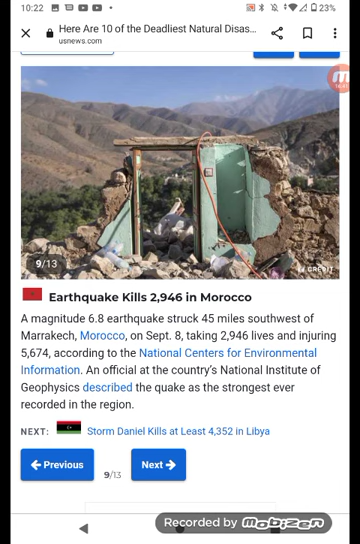 10:22
23%
Here Are 10 of the Deadliest Natural Disas...
usnews.com
9/13
CREDIT
Earthquake Kills 2,946 in Morocco
A magnitude 6.8 earthquake struck 45 miles southwest of
Marrakech, Morocco, on Sept. 8, taking 2,946 lives and injuring
5,674, according to the National Centers for Environmental
Information. An official at the country's National Institute of
Geophysics described the quake as the strongest ever
recorded in the region.
NEXT: Storm Daniel Kills at Least 4,352 in Libya
Previous
9/13
Next
Recorded by mobizen